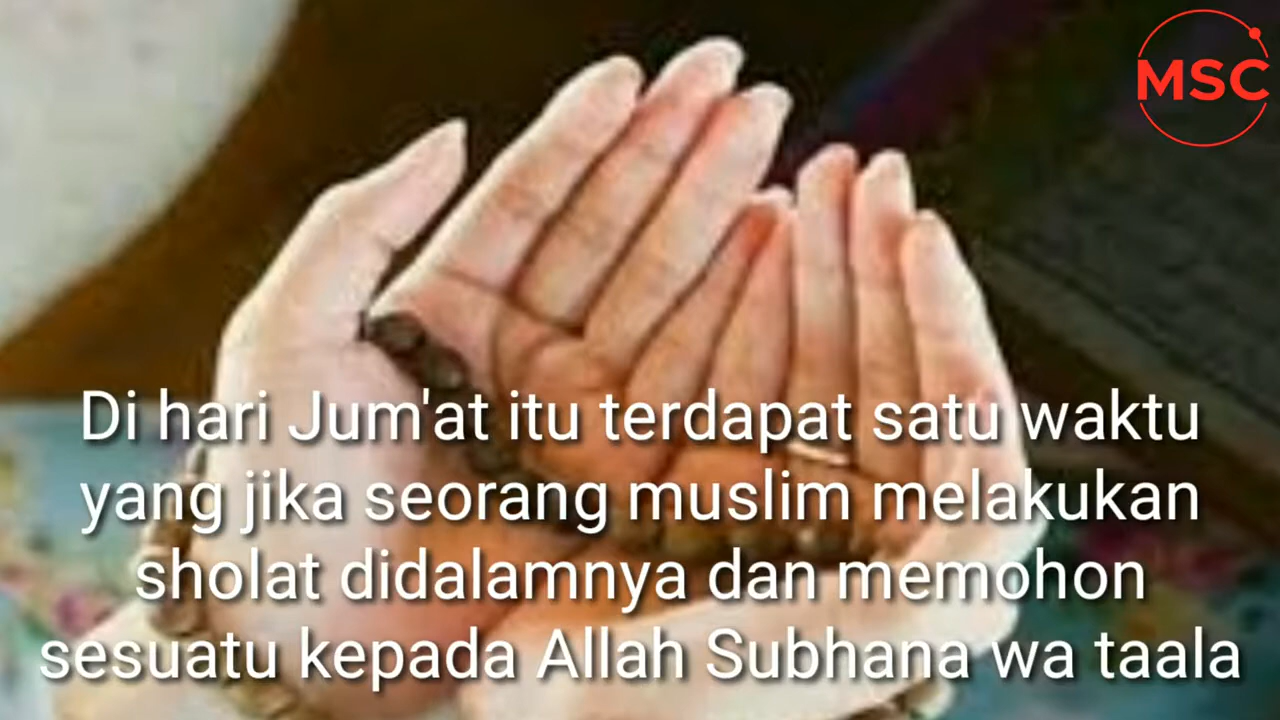 MSC
Di hari Jum'at itu terdapat satu waktu
yang jika seorang muslim melakukan
sholat didalamnya dan memohon
sesuatu kepada Allah Subhana wa taala